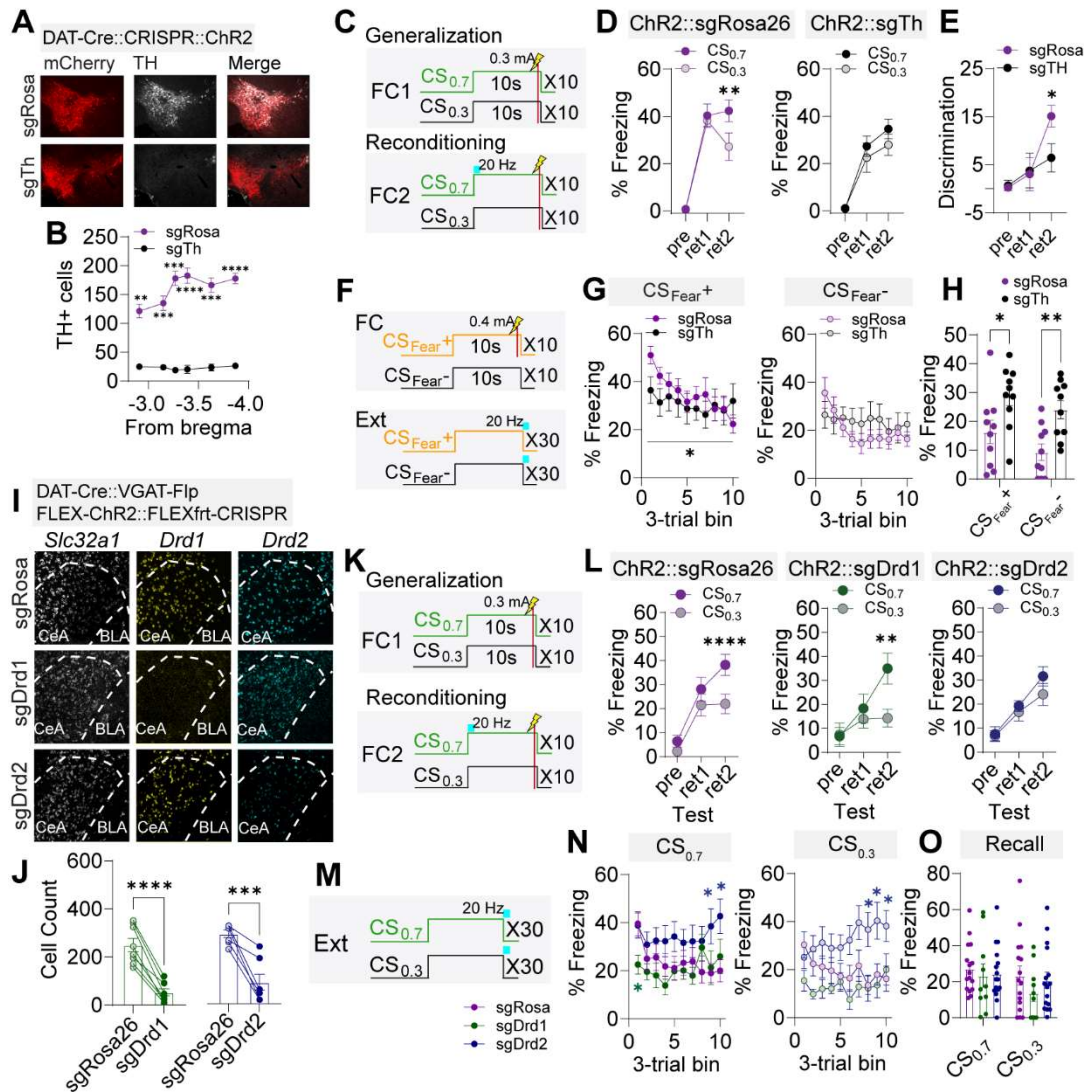 A
DAT-Cre::CRISPR::ChR2
mCherry TH Merge
sgRosa
sgTh
B
sgRosa
sgTh
TH+ cells
250
200
150
100
50
0
** *** *** **** *** ****
-3.0 -3.5 -4.0
From bregma
C
Generalization
0.3 mA
FC1
CS0.7 10s X10
CS0.3 10s X10
Reconditioning
20 Hz
FC2
CS0.7 X10
CS0.3 X10
D
ChR2::sgRosa26 ChR2::sgTh
CS0.7
CS0.3
**
% Freezing
60
40
20
0
pre ret1 ret2
CS0.7
CS0.3
% Freezing
60
40
20
0
pre ret1 ret2
E
sgRosa
sgTH
*
Discrimination
25
15
5
-5
pre ret1 ret2
F
FC
0.4 mA
CSFear+ 10s X10
CSFear- 10s X10
Ext
20 Hz
CSFear+ X30
CSFear- X30
G
CSFear+ CSFear-
sgRosa
sgTh
% Freezing
60
40
20
0
*
0 5 10
3-trial bin
sgRosa
sgTh
% Freezing
60
40
20
0
0 5 10
3-trial bin
H
sgRosa
sgTh
* **
% Freezing
50
40
30
20
10
0
CSFear+ CSFear-
I
DAT-Cre::VGAT-Flp
FLEX-ChR2::FLEXfrt-CRISPR
Slc32a1 Drd1 Drd2
sgRosa
CeA BLA CeA BLA CeA BLA
sgDrd1
CeA BLA CeA BLA CeA BLA
sgDrd2
CeA BLA CeA BLA CeA BLA
J
Cell Count
600
400
200
0
**** ***
sgRosa26 sgDrd1 sgRosa26 sgDrd2
K
Generalization
0.3 mA
FC1
CS0.7 10s X10
CS0.3 10s X10
Reconditioning
20 Hz
FC2
CS0.7 X10
CS0.3 X10
L
ChR2::sgRosa26 ChR2::sgDrd1 ChR2::sgDrd2
CS0.7
CS0.3
****
% Freezing
60
50
40
30
20
10
0
pre ret1 ret2
Test
CS0.7
CS0.3
**
% Freezing
60
50
40
30
20
10
0
pre ret1 ret2
Test
CS0.7
CS0.3
% Freezing
60
50
40
30
20
10
0
pre ret1 ret2
Test
M
Ext
20 Hz
CS0.7 X30
CS0.3 X30
sgRosa
sgDrd1
sgDrd2
N
CS0.7 CS0.3
% Freezing
60
40
20
0
* * *
0 5 10
3-trial bin
% Freezing
60
40
20
0
* * *
0 5 10
3-trial bin
O
Recall
% Freezing
80
60
40
20
0
CS0.7 CS0.3